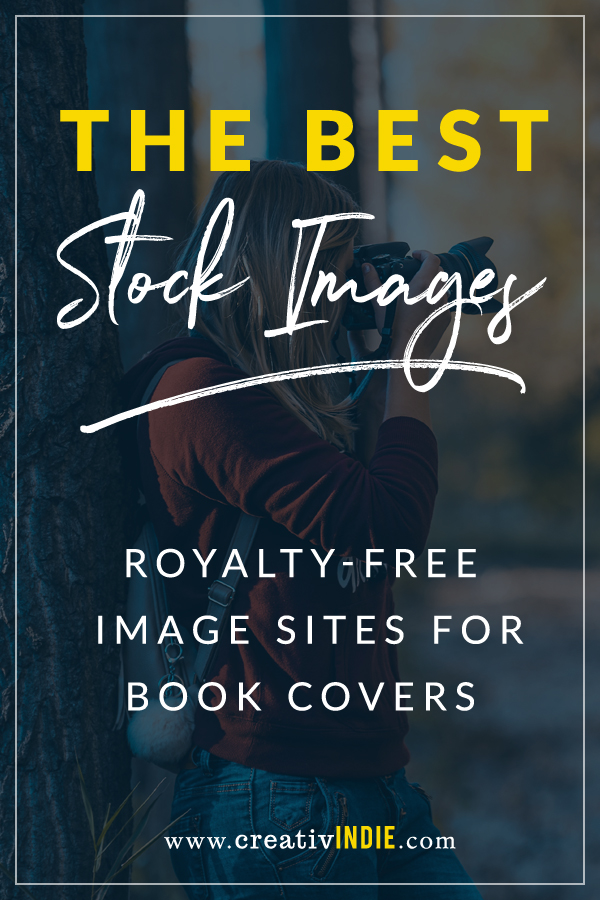 THE BEST
Stock Images
ROYALTY-FREE
IMAGE SITES FOR
BOOK COVERS
www.creativINDIE.com